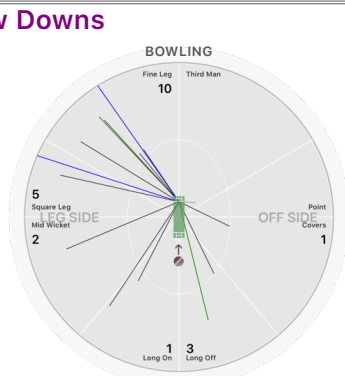 w Downs
BOWLING
Fine Leg Third Man
10
5
Square Leg Point
LEG SIDE OFF SIDE
Mid Wicket Covers
2 1
1 3
Long On Long Off